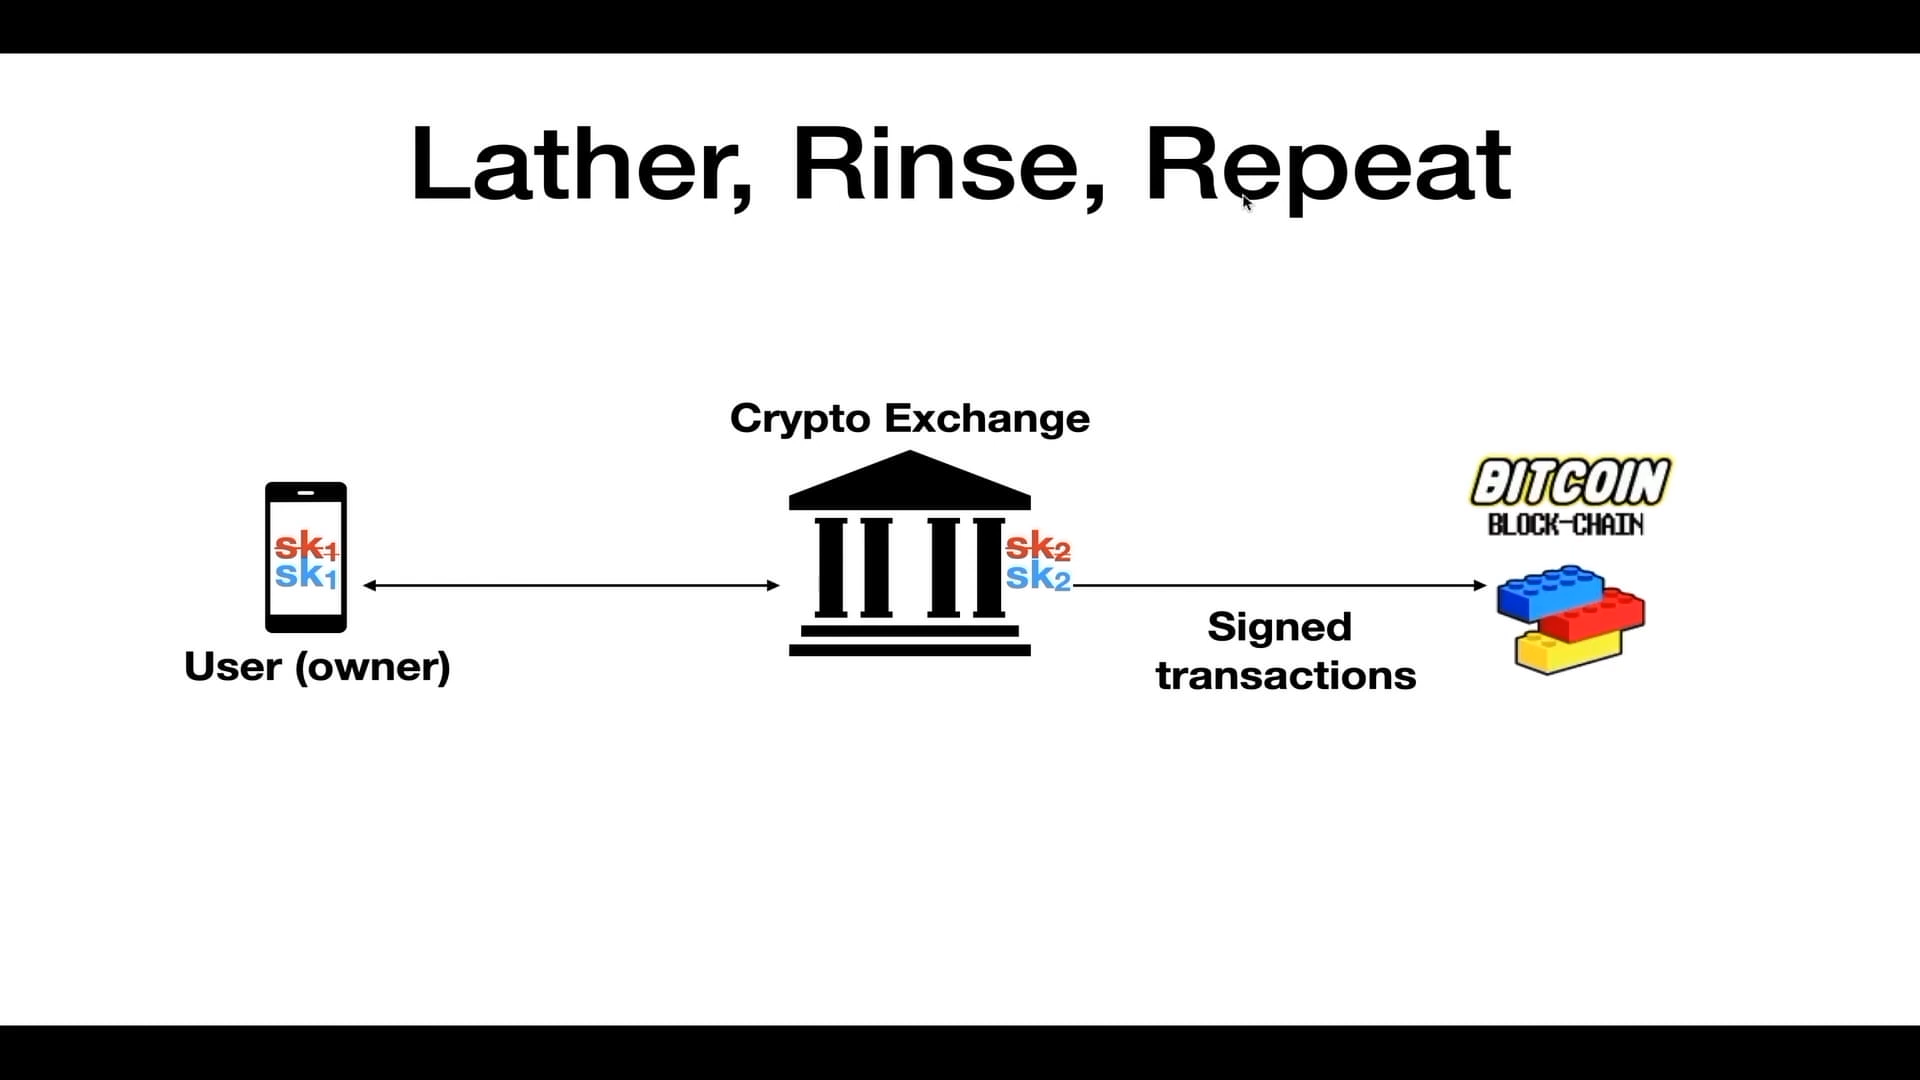 Lather, Rinse, Repeat
Crypto Exchange
BITCOIN
BLOCK-CHAIN
sk1
sk1
sk2
sk2
User (owner)
Signed
transactions